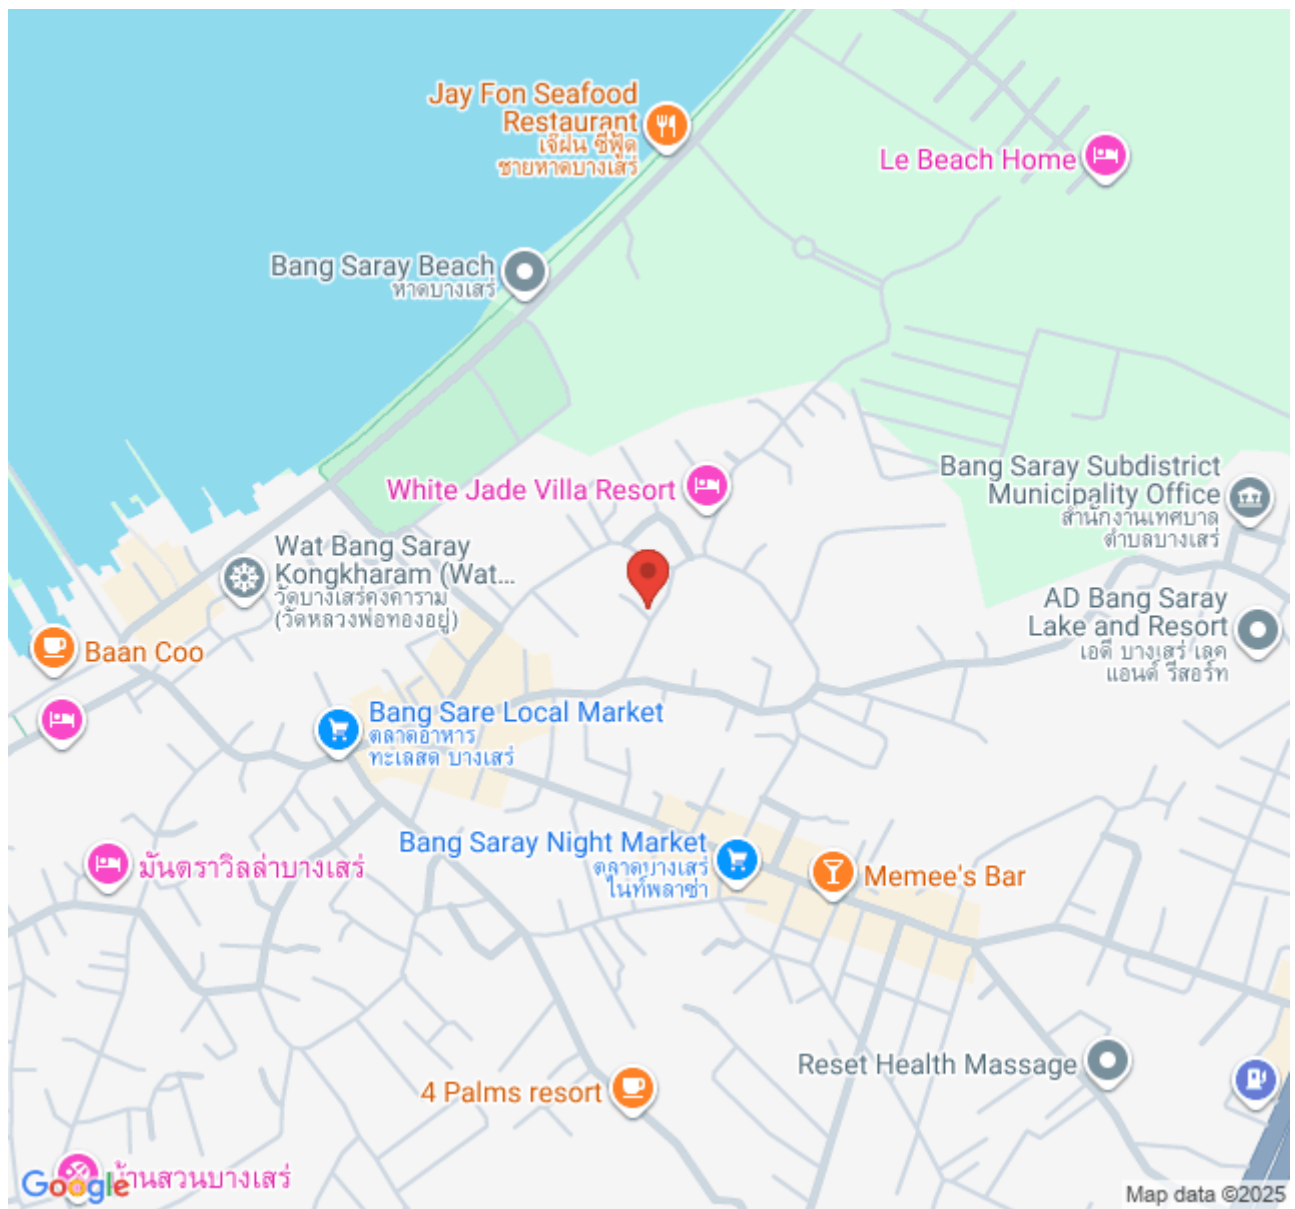 Jay Fon Seafood
Restaurant
เจ๊ฝน ซีฟู้ด
ชายหาดบางเสร่
Le Beach Home
Bang Saray Beach
หาดบางเสร่
White Jade Villa Resort
Bang Saray Subdistrict
Municipality Office
สำนักงานเทศบาล
ตำบลบางเสร่
Wat Bang Saray
Kongkharam (Wat...
วัดบางเสร่คงคาราม
(วัดหลวงพ่อทองอยู่)
AD Bang Saray
Lake and Resort
เอดี บางเสร่ เลค
แอนด์ รีสอร์ท
Baan Coo
Bang Sare Local Market
ตลาดอาหาร
ทะเลสด บางเสร่
Bang Saray Night Market
ตลาดบางเสร่
ไนท์พลาซ่า
Memee's Bar
มันตราวิลล่าบางเสร่
Reset Health Massage
4 Palms resort
บ้านสวนบางเสร่
Google
Map data ©2025